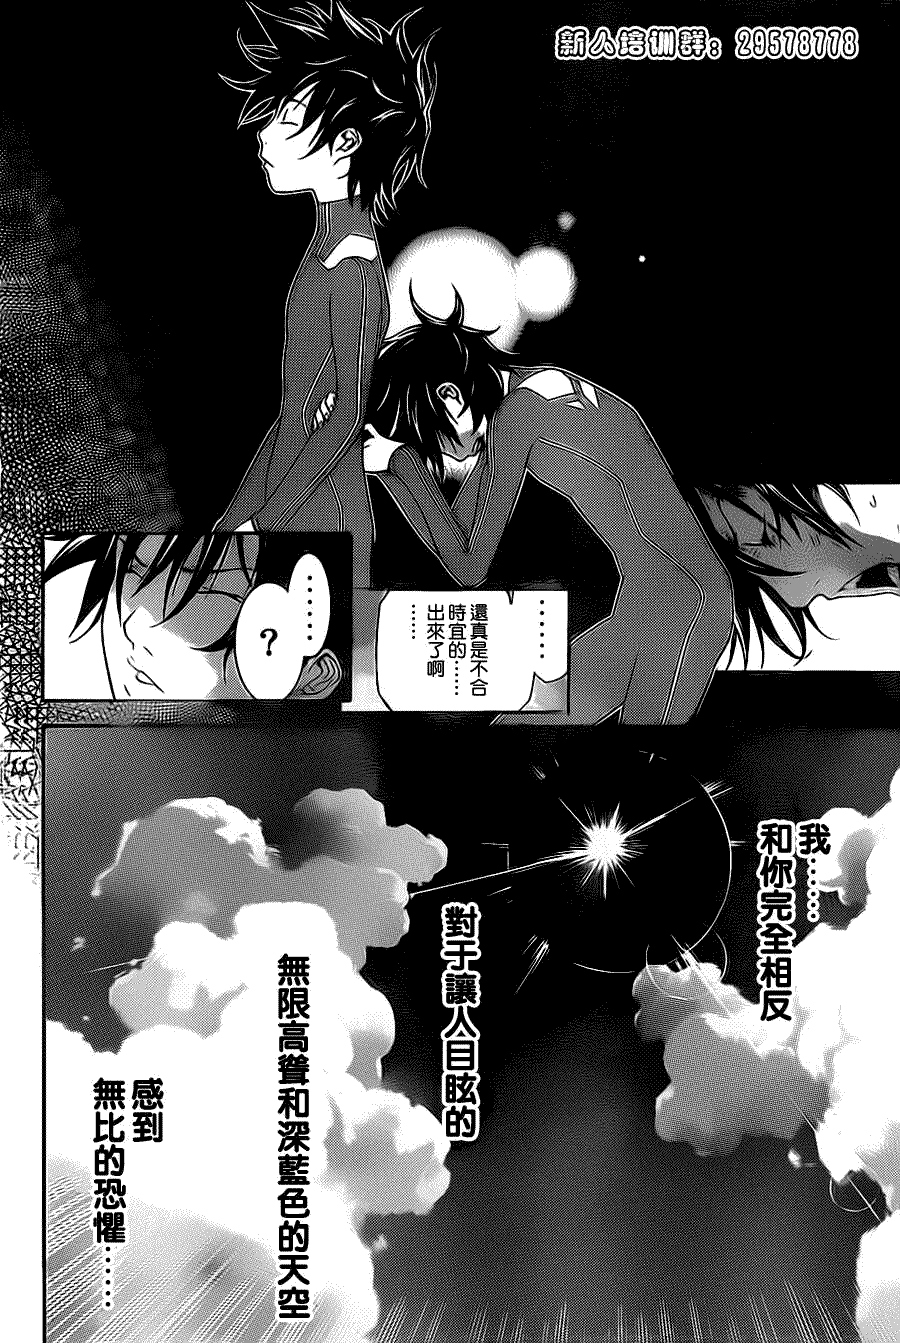 新人培训群：29578778
……
還真是不合
時宜的……
出來了啊
……
……
？
我……
和你完全相反
對于讓人目眩的
無限高聳和深藍色的天空
感到
無比的恐懼……